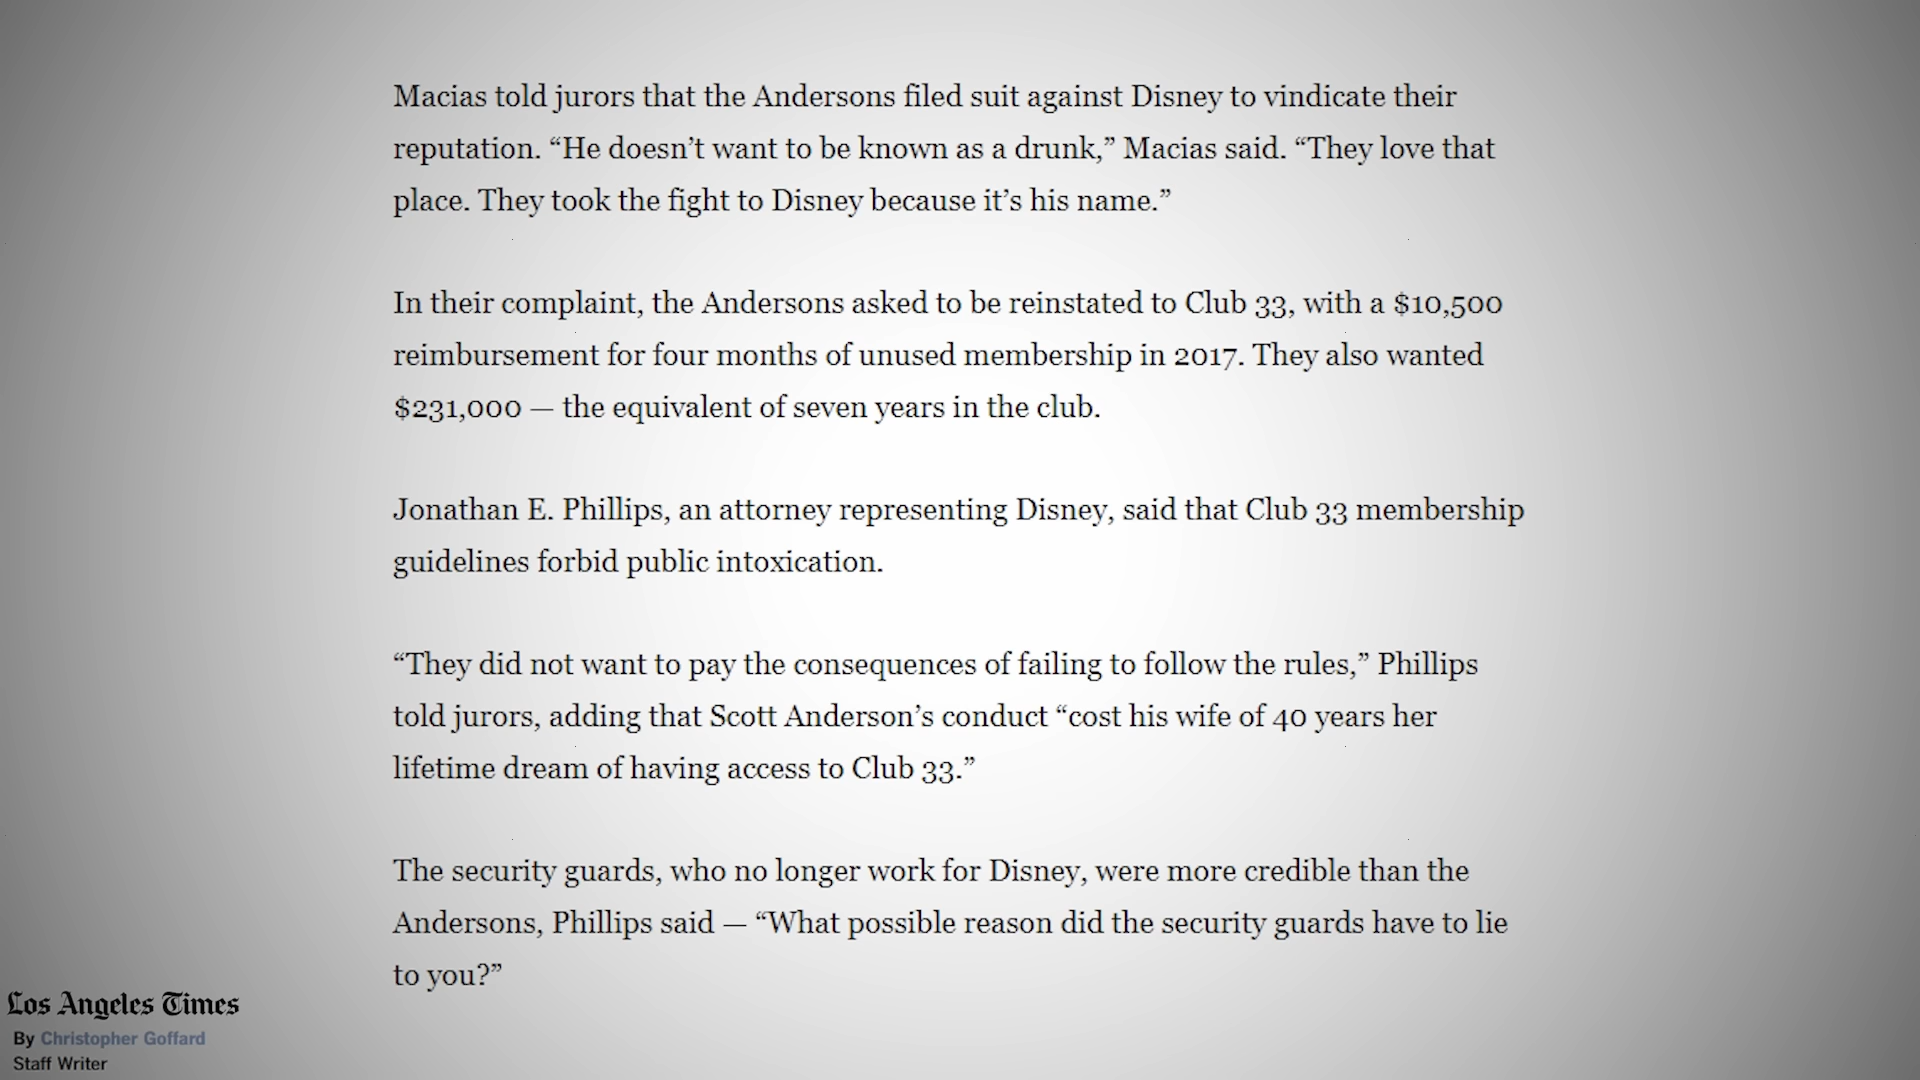 Macias told jurors that the Andersons filed suit against Disney to vindicate their
reputation. “He doesn’t want to be known as a drunk,” Macias said. “They love that
place. They took the fight to Disney because it’s his name.”
In their complaint, the Andersons asked to be reinstated to Club 33, with a $10,500
reimbursement for four months of unused membership in 2017. They also wanted
$231,000 — the equivalent of seven years in the club.
Jonathan E. Phillips, an attorney representing Disney, said that Club 33 membership
guidelines forbid public intoxication.
“They did not want to pay the consequences of failing to follow the rules,” Phillips
told jurors, adding that Scott Anderson’s conduct “cost his wife of 40 years her
lifetime dream of having access to Club 33.”
The security guards, who no longer work for Disney, were more credible than the
Andersons, Phillips said — “What possible reason did the security guards have to lie
to you?”
Los Angeles Times
By Christopher Goffard
Staff Writer